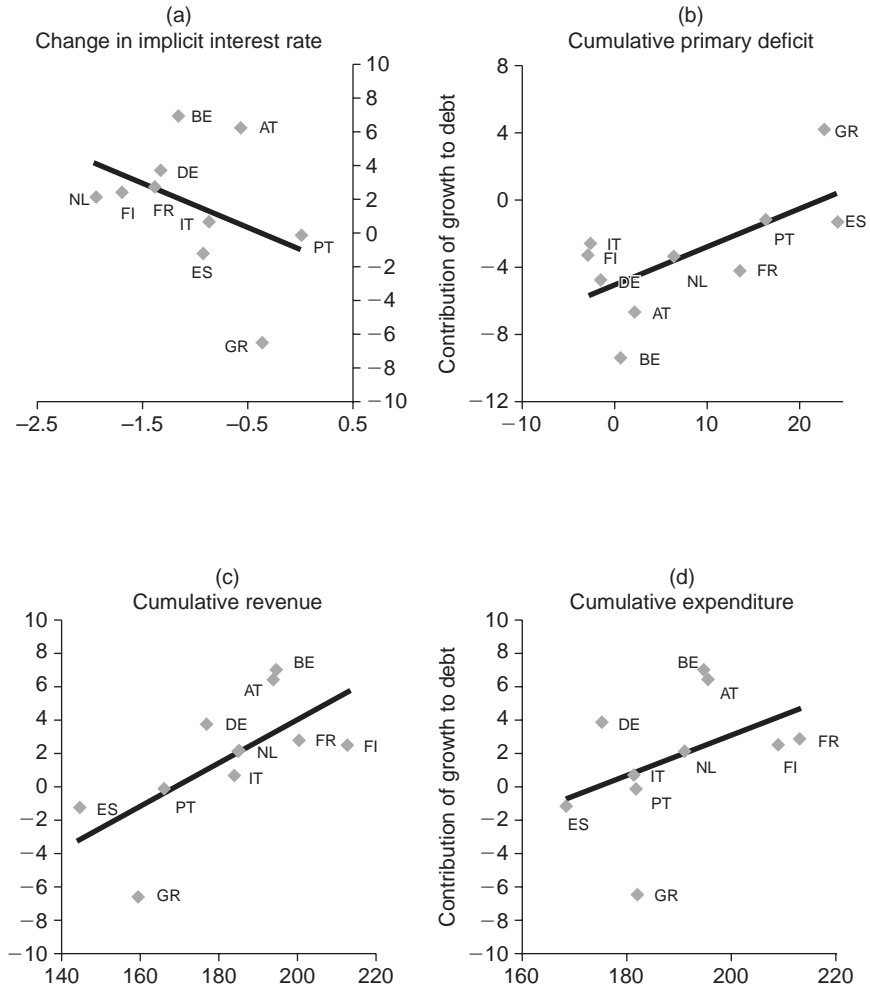 (a)
Change in implicit interest rate
10
8
6
4
2
0
−2
−4
−6
−8
−10
–2.5
–1.5
–0.5
0.5
BE
AT
DE
NL
FI
FR
IT
PT
ES
GR
(b)
Cumulative primary deficit
Contribution of growth to debt
8
4
0
−4
−8
−12
−10
0
10
20
GR
ES
PT
IT
FI
DE
NL
FR
AT
BE
(c)
Cumulative revenue
10
8
6
4
2
0
−2
−4
−6
−8
−10
140
160
180
200
220
BE
AT
DE
FR
FI
NL
IT
ES
PT
GR
(d)
Cumulative expenditure
Contribution of growth to debt
10
8
6
4
2
0
−2
−4
−6
−8
−10
160
180
200
220
BE
AT
DE
FR
FI
NL
IT
PT
ES
GR